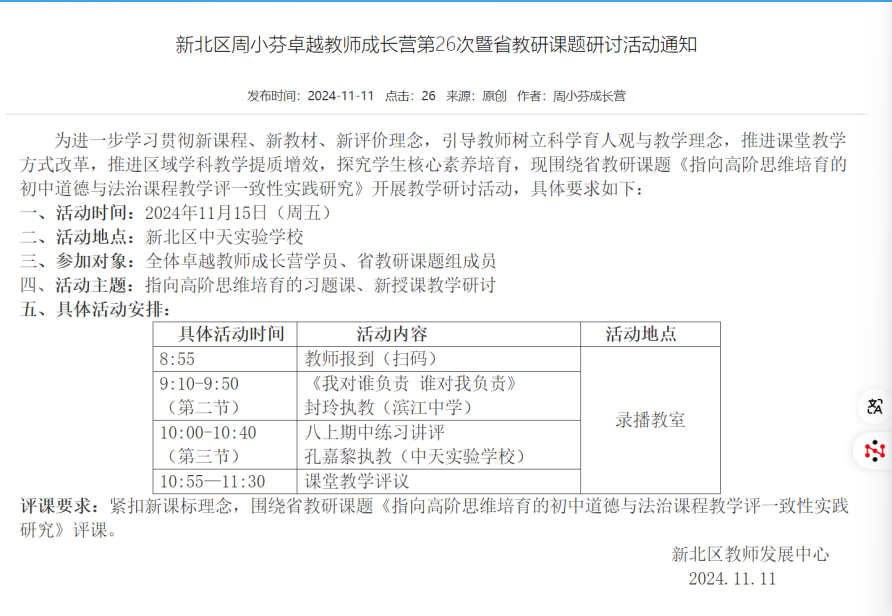 新北区周小芬卓越教师成长营第26次暨省教研课题研讨活动通知
发布时间：2024-11-11 点击：26 来源：原创 作者：周小芬成长营
为进一步学习贯彻新课程、新教材、新评价理念，引导教师树立科学育人观与教学理念，推进课堂教学
方式改革，推进区域学科教学提质增效，探究学生核心素养培育，现围绕省教研课题《指向高阶思维培育的
初中道德与法治课程教学评一致性实践研究》开展教学研讨活动，具体要求如下：
一、活动时间：2024年11月15日（周五）
二、活动地点：新北区中天实验学校
三、参加对象：全体卓越教师成长营学员、省教研课题组成员
四、活动主题：指向高阶思维培育的习题课、新授课教学研讨
五、具体活动安排：
具体活动时间 活动内容 活动地点
8:55 教师报到（扫码）
9:10-9:50 《我对谁负责 谁对我负责》
（第二节） 封玲执教（滨江中学）
录播教室
10:00-10:40 八上期中练习讲评
（第三节） 孔嘉黎执教（中天实验学校）
10:55—11:30 课堂教学评议
评课要求：紧扣新课标理念，围绕省教研课题《指向高阶思维培育的初中道德与法治课程教学评一致性实践
研究》评课。
新北区教师发展中心
2024.11.11